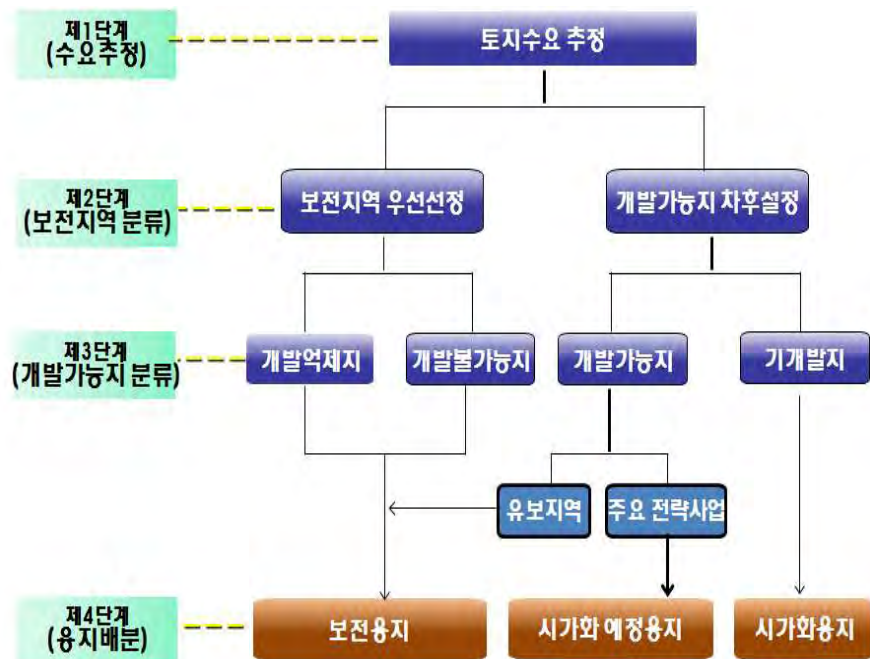 제1단계
(수요추정)
토지수요 추정
제2단계
(보전지역 분류)
보전지역 우선선정
개발가능지 차후설정
제3단계
(개발가능지 분류)
개발억제지
개발불가능지
개발가능지
기개발지
유보지역
주요 전략사업
제4단계
(용지배분)
보전용지
시가화 예정용지
시가화용지